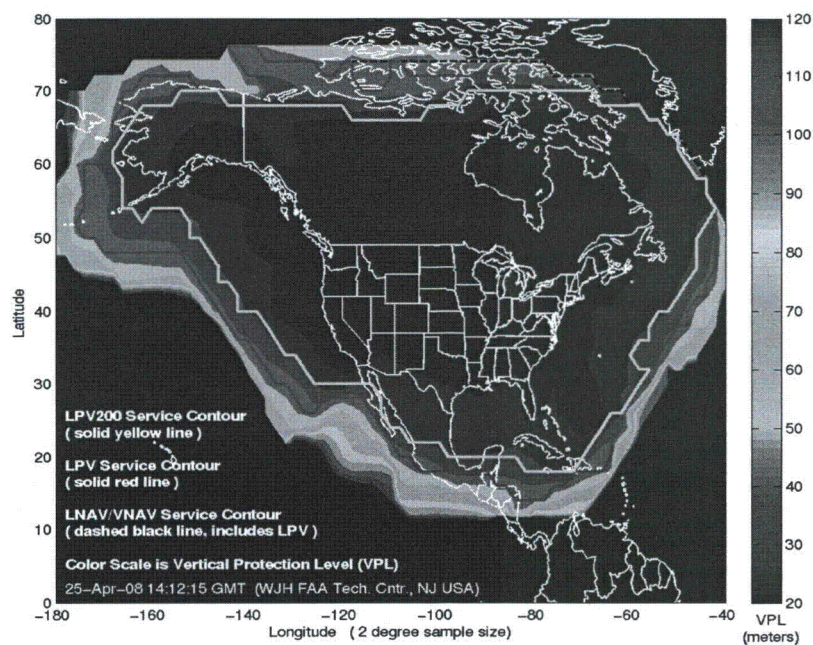 80
70
60
50
40
30
20
10
0
Latitude
LPV200 Service Contour
( solid yellow line )
LPV Service Contour
(solid red line )
LNAV/VNAV Service Contour
(dashed black line, includes LPV )
Color Scale is Vertical Protection Level (VPL)
25-Apr-08 14:12:15 GMT (WJH FAA Tech. Cntr., NJ USA)
-180 -160 -140 -120 -100 -80 -60 -40
Longitude ( 2 degree sample size)
120
110
100
90
80
70
60
50
40
30
20
VPL
(meters)